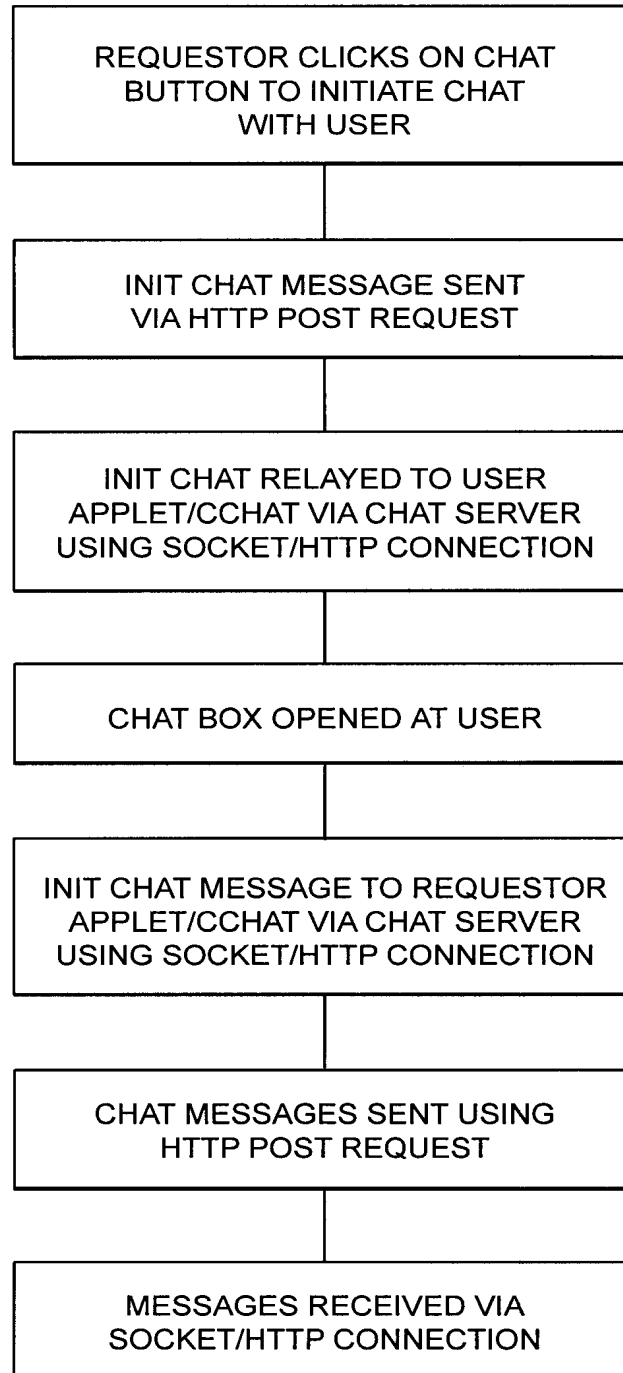 REQUESTOR CLICKS ON CHAT
BUTTON TO INITIATE CHAT
WITH USER
INIT CHAT MESSAGE SENT
VIA HTTP POST REQUEST
INIT CHAT RELAYED TO USER
APPLET/CCHAT VIA CHAT SERVER
USING SOCKET/HTTP CONNECTION
CHAT BOX OPENED AT USER
INIT CHAT MESSAGE TO REQUESTOR
APPLET/CCHAT VIA CHAT SERVER
USING SOCKET/HTTP CONNECTION
CHAT MESSAGES SENT USING
HTTP POST REQUEST
MESSAGES RECEIVED VIA
SOCKET/HTTP CONNECTION